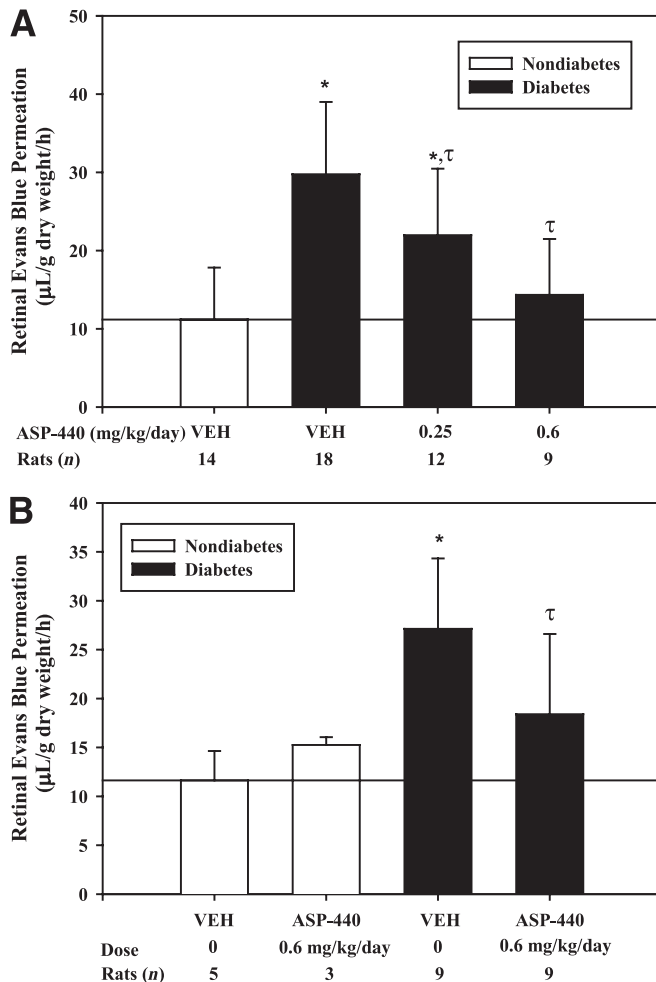 A
50
40
30
20
10
0
Retinal Evans Blue Permeation
(μL/g dry weight/h)
Nondiabetes
Diabetes
*
*,τ
τ
ASP-440 (mg/kg/day) VEH VEH 0.25 0.6
Rats (n) 14 18 12 9
B
40
35
30
25
20
15
10
5
0
Retinal Evans Blue Permeation
(μL/g dry weight/h)
Nondiabetes
Diabetes
*
τ
VEH ASP-440 VEH ASP-440
Dose 0 0.6 mg/kg/day 0 0.6 mg/kg/day
Rats (n) 5 3 9 9